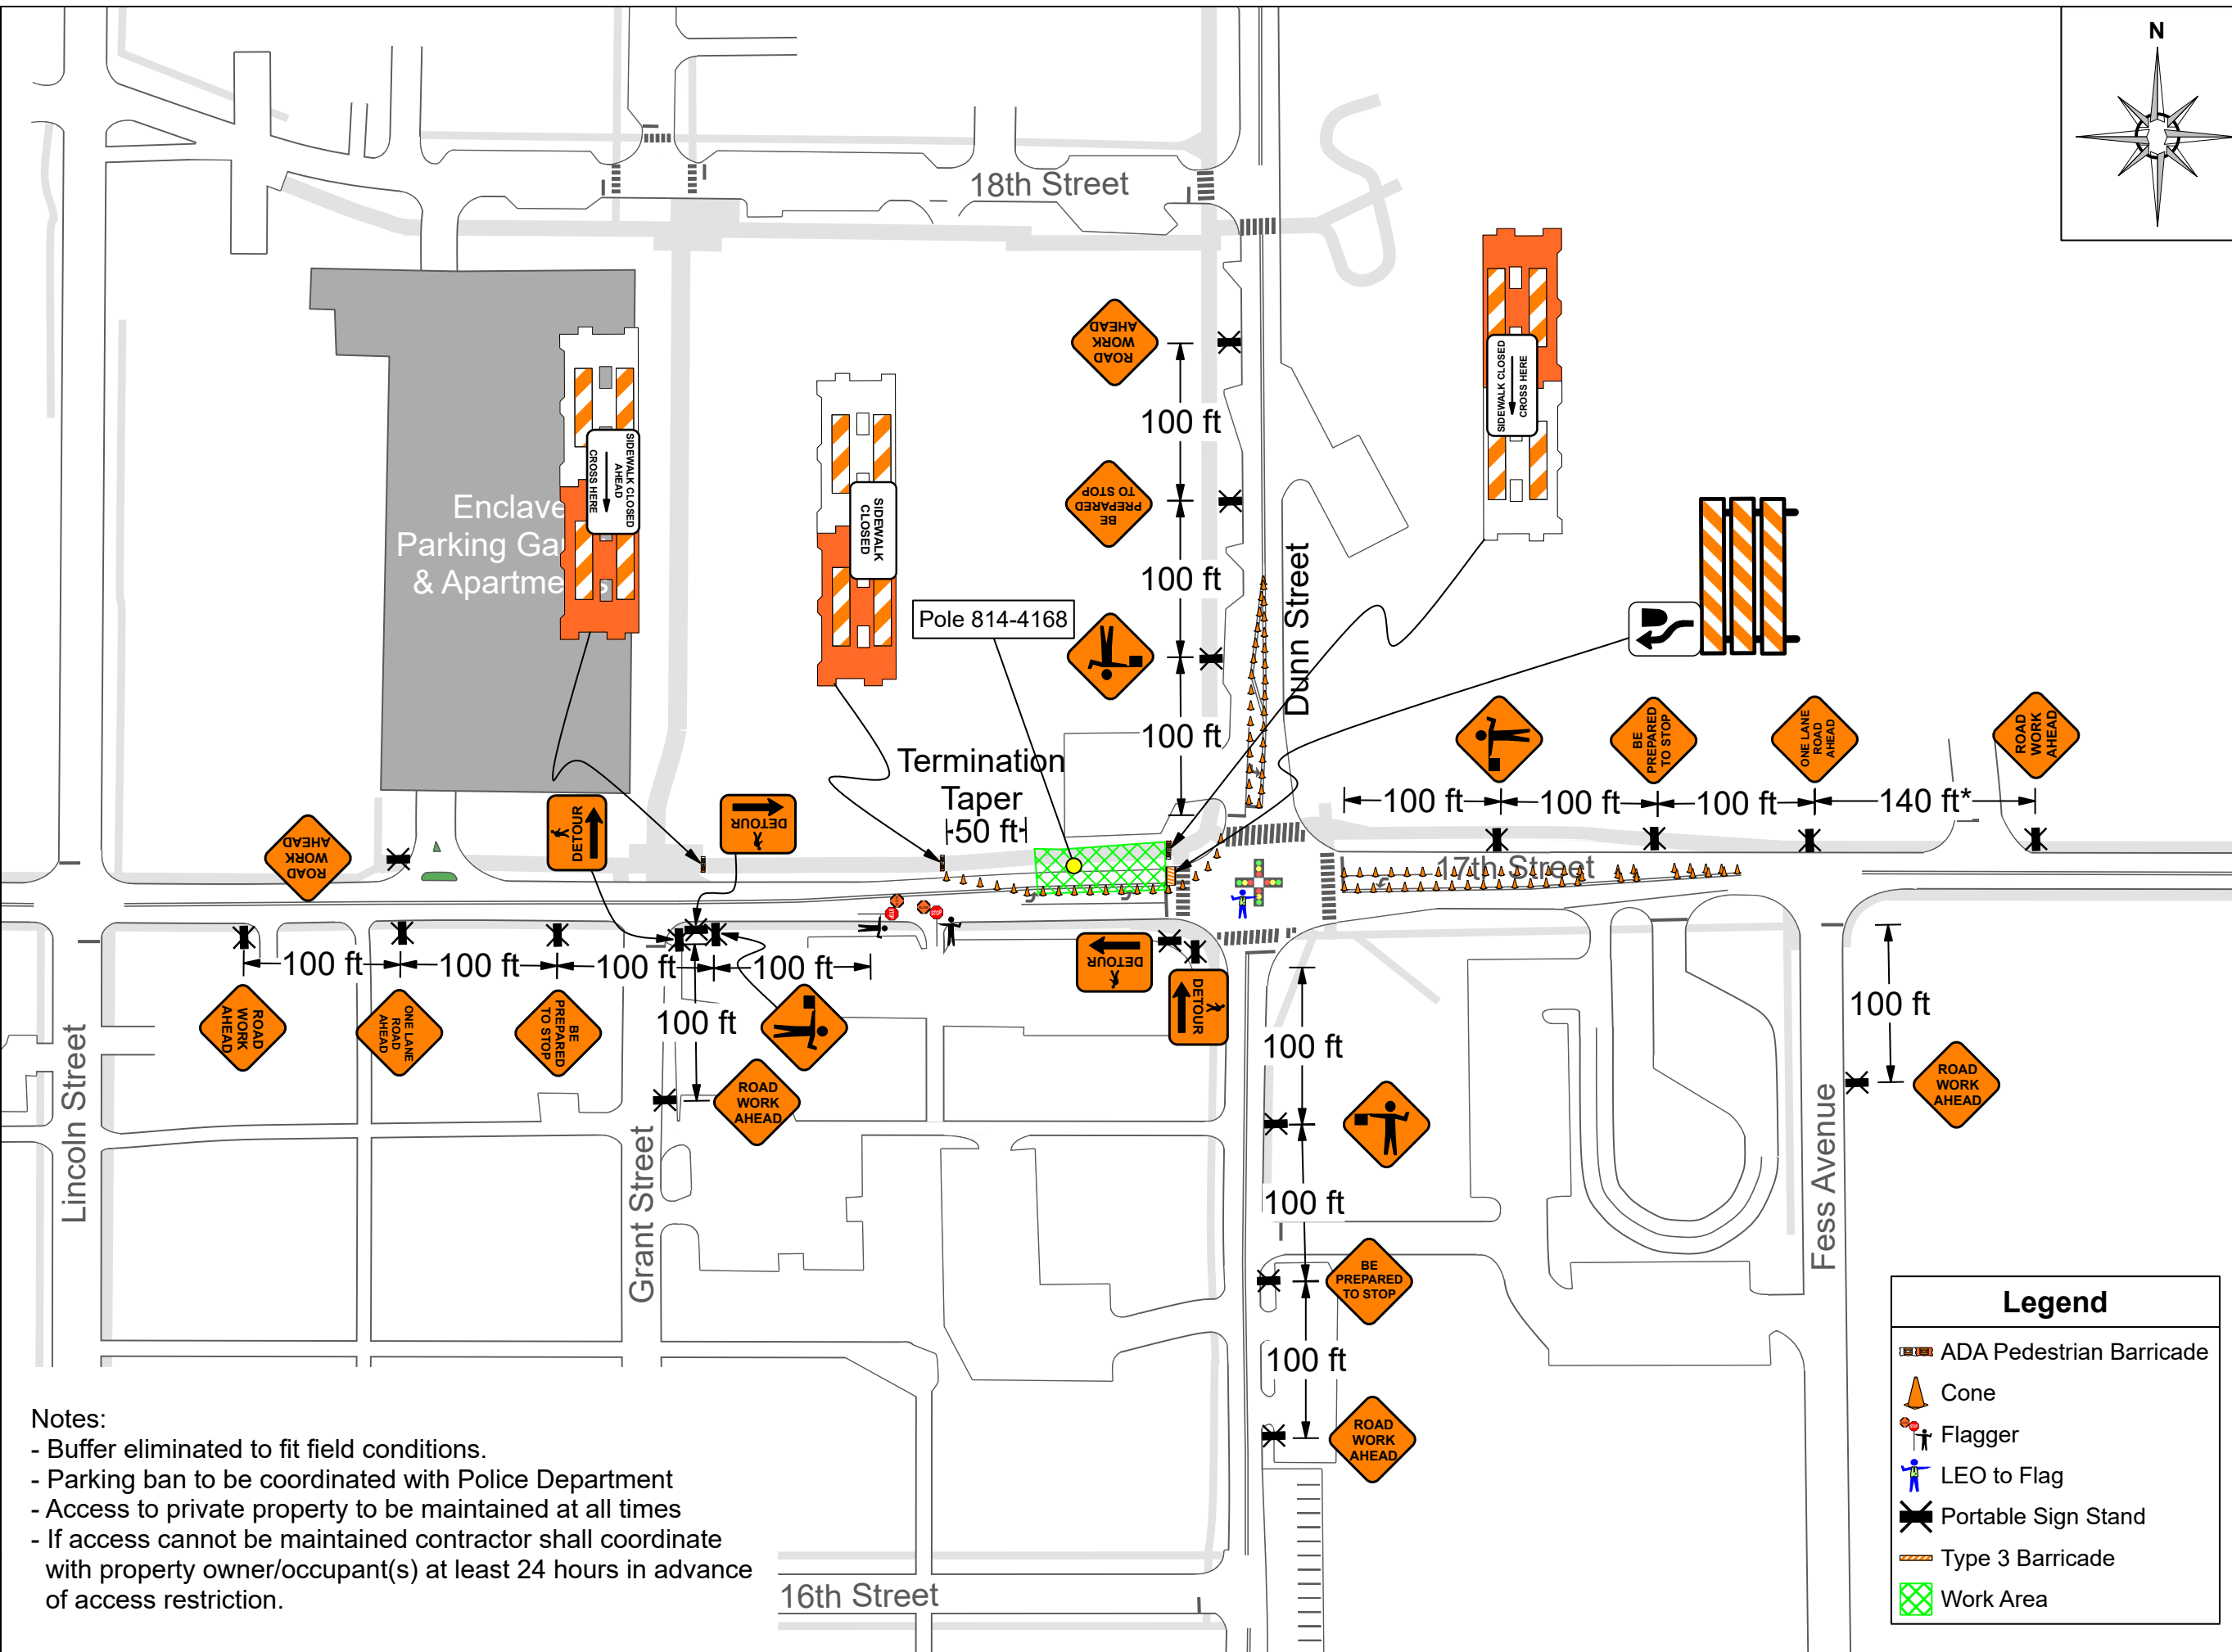 N
18th Street
ROAD
WORK
AHEAD
100 ft
BE
PREPARED
TO STOP
100 ft
100 ft
SIDEWALK CLOSED
AHEAD
CROSS HERE
SIDEWALK
CLOSED
SIDEWALK CLOSED
CROSS HERE
Enclave
Parking Ga
& Apartme s
Pole 814-4168
Dunn Street
Termination
Taper
50 ft
DETOUR
DETOUR
ROAD
WORK
AHEAD
BE
PREPARED
TO STOP
ONE LANE
ROAD
AHEAD
ROAD
WORK
AHEAD
100 ft
100 ft
100 ft
140 ft*
17th Street
STOP
100 ft
100 ft
100 ft
100 ft
ROAD
WORK
AHEAD
ONE LANE
ROAD
AHEAD
BE
PREPARED
TO STOP
100 ft
ROAD
WORK
AHEAD
DETOUR
DETOUR
100 ft
100 ft
BE
PREPARED
TO STOP
100 ft
ROAD
WORK
AHEAD
100 ft
ROAD
WORK
AHEAD
Lincoln Street
Grant Street
Fess Avenue
16th Street
Notes:
- Buffer eliminated to fit field conditions.
- Parking ban to be coordinated with Police Department
- Access to private property to be maintained at all times
- If access cannot be maintained contractor shall coordinate
with property owner/occupant(s) at least 24 hours in advance
of access restriction.
Legend
ADA Pedestrian Barricade
Cone
Flagger
LEO to Flag
Portable Sign Stand
Type 3 Barricade
Work Area